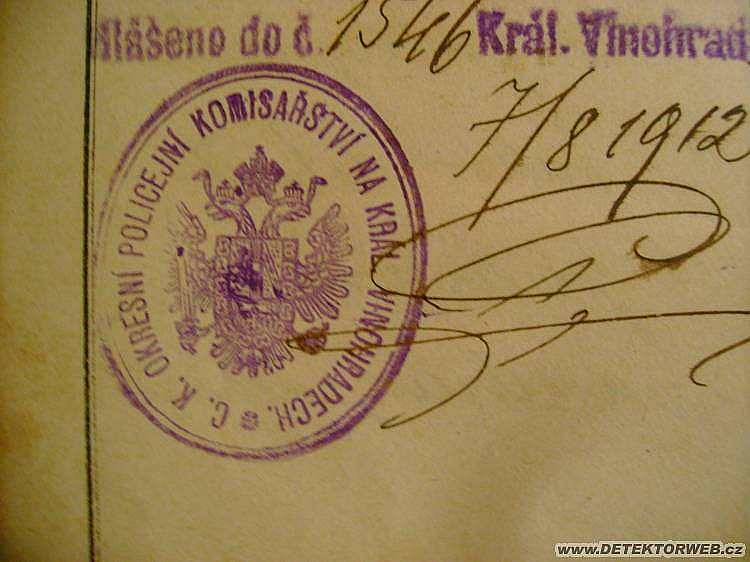 Hlášeno do č. 1546 Král. Vinohrad
7/8 1912
C. K. OKRESNÍ POLICEJNÍ KOMISAŘSTVÍ NA KRÁL. VINOHRADECH.
www.DETEKTORWEB.cz